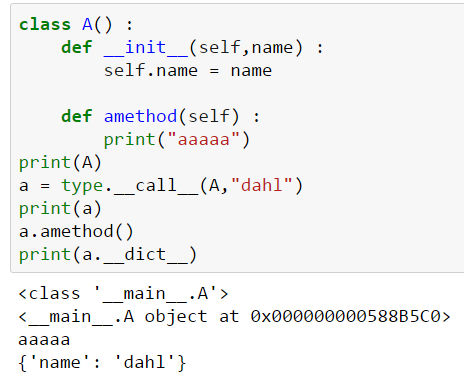 class A() :
    def __init__(self,name) :
        self.name = name

    def amethod(self) :
        print("aaaaa")
print(A)
a = type.__call__(A,"dahl")
print(a)
a.amethod()
print(a.__dict__)
<class '__main__.A'>
<__main__.A object at 0x000000000588B5C0>
aaaaa
{'name': 'dahl'}